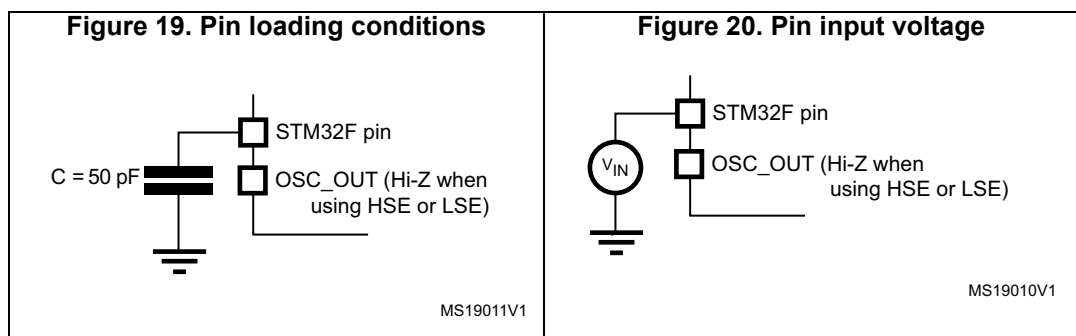 Figure 19. Pin loading conditions
STM32F pin
C = 50 pF
OSC_OUT (Hi-Z when
using HSE or LSE)
MS19011V1
Figure 20. Pin input voltage
STM32F pin
VIN
OSC_OUT (Hi-Z when
using HSE or LSE)
MS19010V1